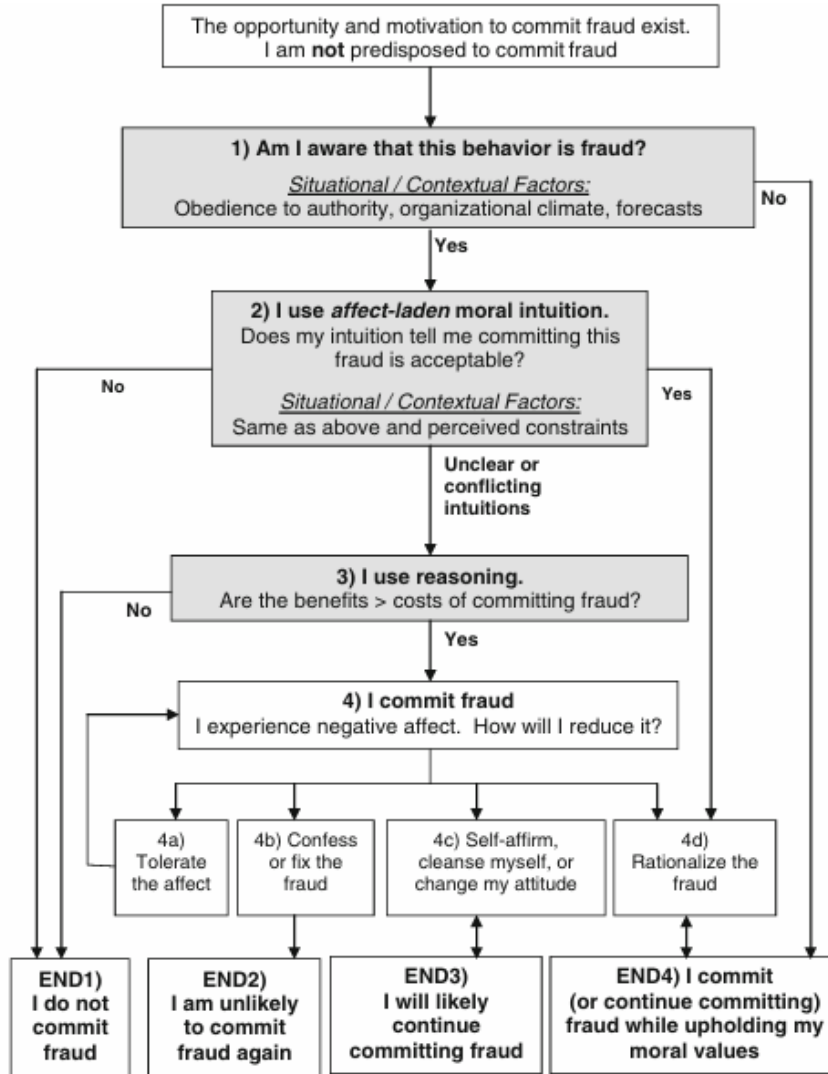 The opportunity and motivation to commit fraud exist.
I am not predisposed to commit fraud
1) Am I aware that this behavior is fraud?
Situational / Contextual Factors:
Obedience to authority, organizational climate, forecasts
No
Yes
2) I use affect-laden moral intuition.
Does my intuition tell me committing this
fraud is acceptable?
Situational / Contextual Factors:
Same as above and perceived constraints
No
Yes
Unclear or
conflicting
intuitions
3) I use reasoning.
Are the benefits > costs of committing fraud?
No
Yes
4) I commit fraud
I experience negative affect. How will I reduce it?
4a)
Tolerate
the affect
4b) Confess
or fix the
fraud
4c) Self-affirm,
cleanse myself, or
change my attitude
4d)
Rationalize the
fraud
END1)
I do not
commit
fraud
END2)
I am unlikely
to commit
fraud again
END3)
I will likely
continue
committing fraud
END4) I commit
(or continue committing)
fraud while upholding my
moral values